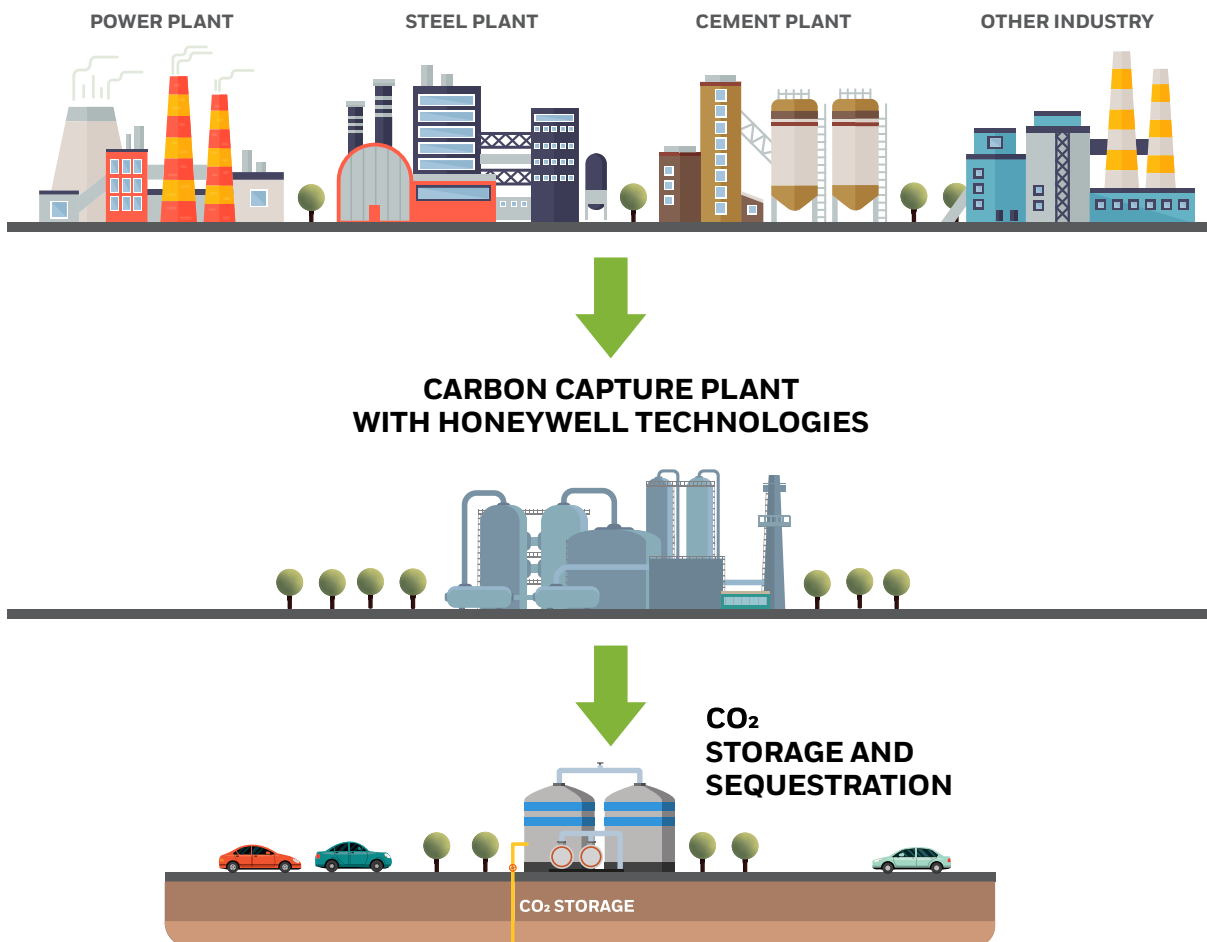 POWER PLANT
STEEL PLANT
CEMENT PLANT
OTHER INDUSTRY
CARBON CAPTURE PLANT
WITH HONEYWELL TECHNOLOGIES
CO₂
STORAGE AND
SEQUESTRATION
CO₂ STORAGE